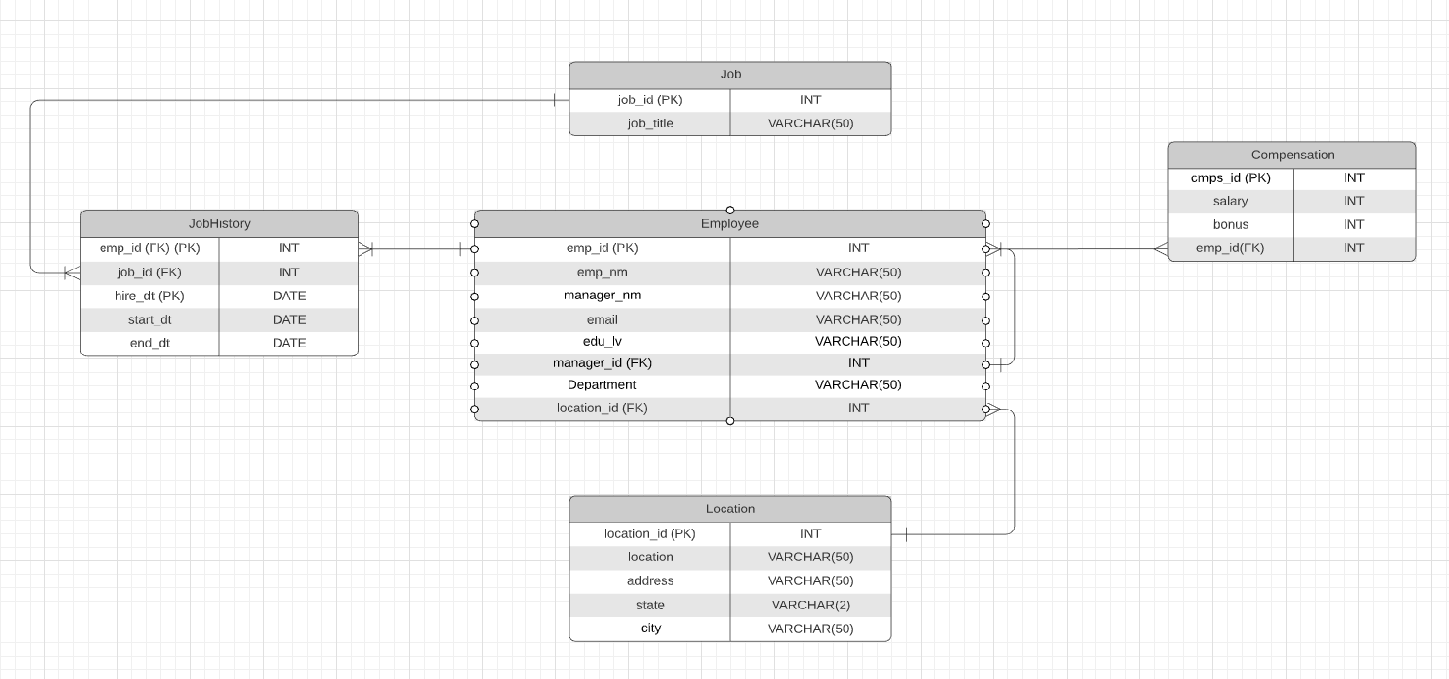 Job
job_id (PK) INT
job_title VARCHAR(50)
Compensation
cmps_id (PK) INT
salary INT
bonus INT
emp_id(FK) INT
JobHistory
emp_id (FK) (PK) INT
job_id (FK) INT
hire_dt (PK) DATE
start_dt DATE
end_dt DATE
Employee
emp_id (PK) INT
emp_nm VARCHAR(50)
manager_nm VARCHAR(50)
email VARCHAR(50)
edu_lv VARCHAR(50)
manager_id (FK) INT
Department VARCHAR(50)
location_id (FK) INT
Location
location_id (PK) INT
location VARCHAR(50)
address VARCHAR(50)
state VARCHAR(2)
city VARCHAR(50)